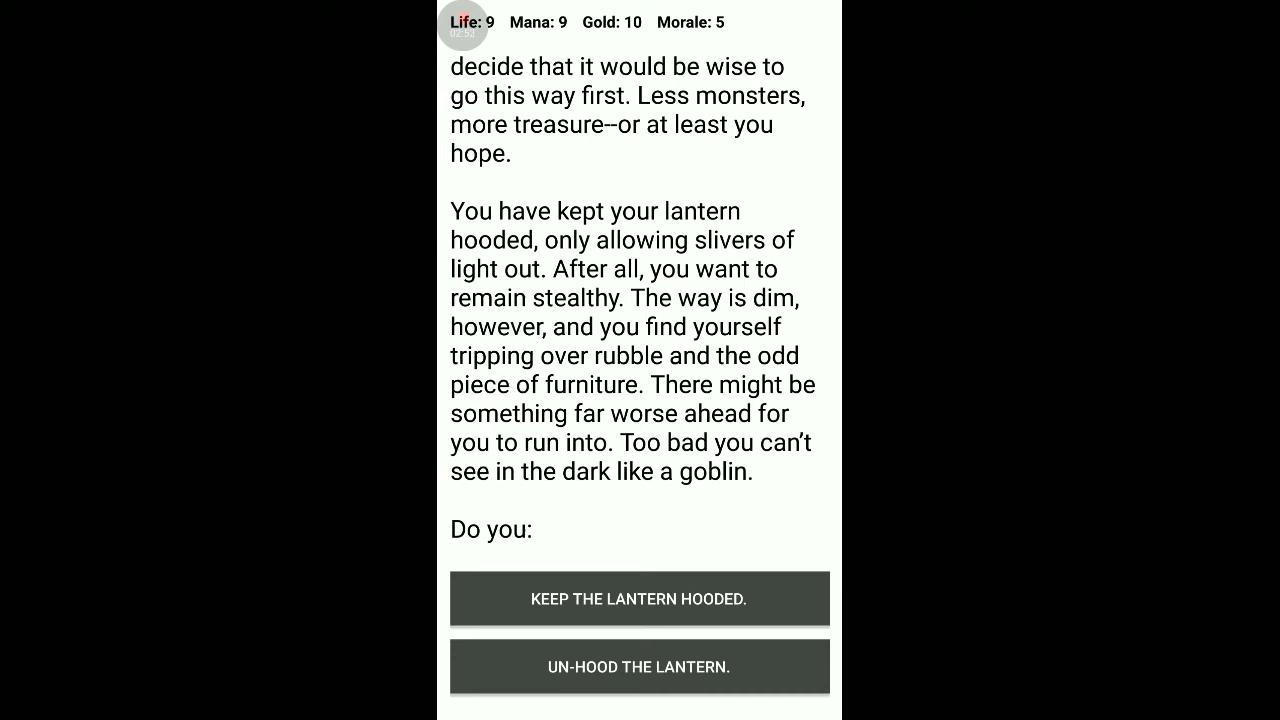 Life: 9 Mana: 9 Gold: 10 Morale: 5
02:52
decide that it would be wise to
go this way first. Less monsters,
more treasure--or at least you
hope.
You have kept your lantern
hooded, only allowing slivers of
light out. After all, you want to
remain stealthy. The way is dim,
however, and you find yourself
tripping over rubble and the odd
piece of furniture. There might be
something far worse ahead for
you to run into. Too bad you can’t
see in the dark like a goblin.
Do you:
KEEP THE LANTERN HOODED.
UN-HOOD THE LANTERN.